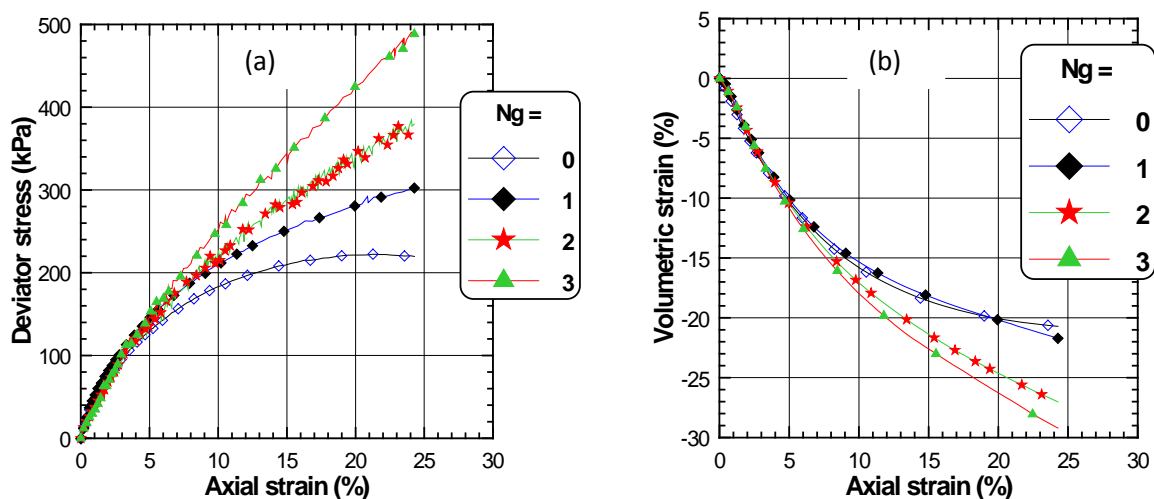 (a)
Deviator stress (kPa)
500
400
300
200
100
0
0 5 10 15 20 25 30
Axial strain (%)
Ng =
0
1
2
3
(b)
Volumetric strain (%)
5
0
-5
-10
-15
-20
-25
-30
0 5 10 15 20 25 30
Axial strain (%)
Ng =
0
1
2
3